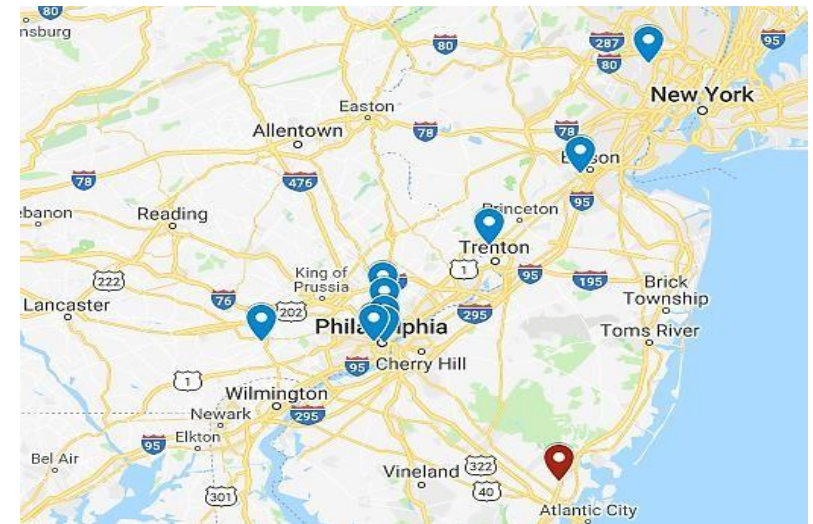 80
nsburg
80
287
95
80
New York
Easton
Allentown
78
78
Edison
78
476
95
ebanon
Reading
Princeton
Trenton
King of
Prussia
1
95
195
Brick
Township
222
76
202
Lancaster
295
Philadelphia
Toms River
95
Cherry Hill
1
Wilmington
Newark
295
Elkton
95
Bel Air
Vineland
322
301
40
Atlantic City